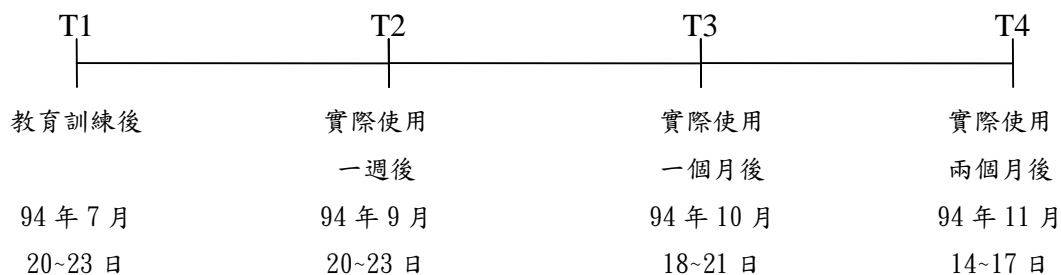 T1 T2 T3 T4
教育訓練後 實際使用 實際使用 實際使用
一週後 一個月後 兩個月後
94 年 7 月 94 年 9 月 94 年 10 月 94 年 11 月
20~23 日 20~23 日 18~21 日 14~17 日